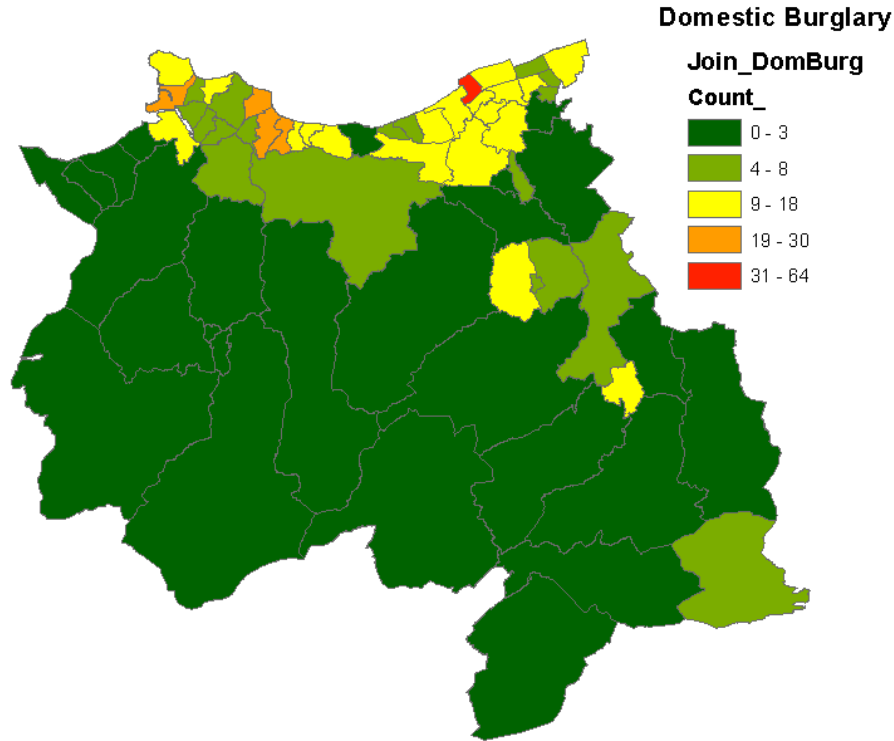 Domestic Burglary
Join_DomBurg
Count_
0 - 3
4 - 8
9 - 18
19 - 30
31 - 64